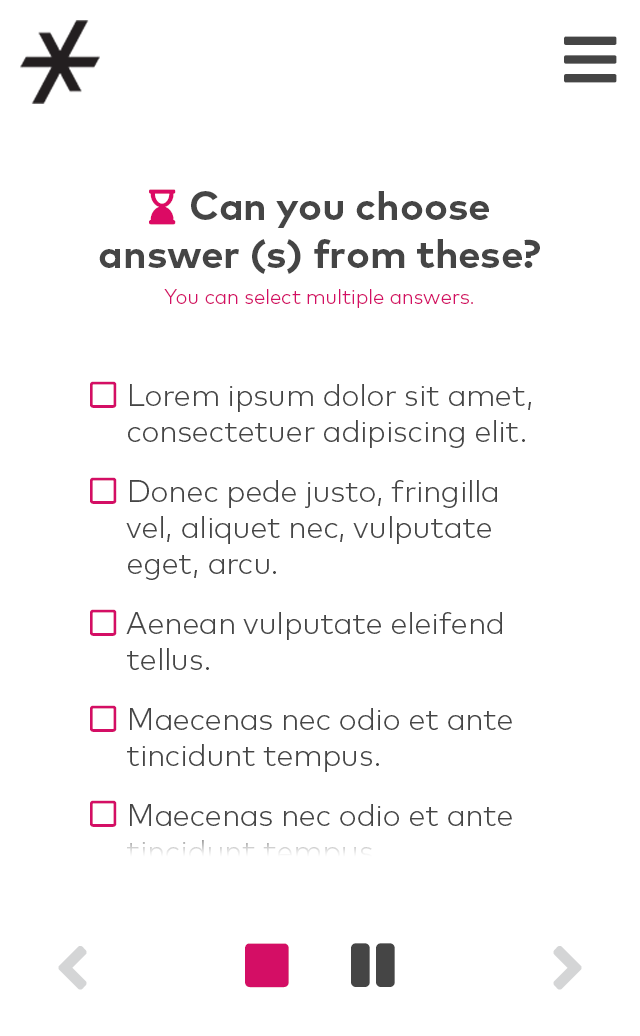 Can you choose
answer (s) from these?
You can select multiple answers.
Lorem ipsum dolor sit amet,
consectetuer adipiscing elit.
Donec pede justo, fringilla
vel, aliquet nec, vulputate
eget, arcu.
Aenean vulputate eleifend
tellus.
Maecenas nec odio et ante
tincidunt tempus.
Maecenas nec odio et ante
tincidunt tempus